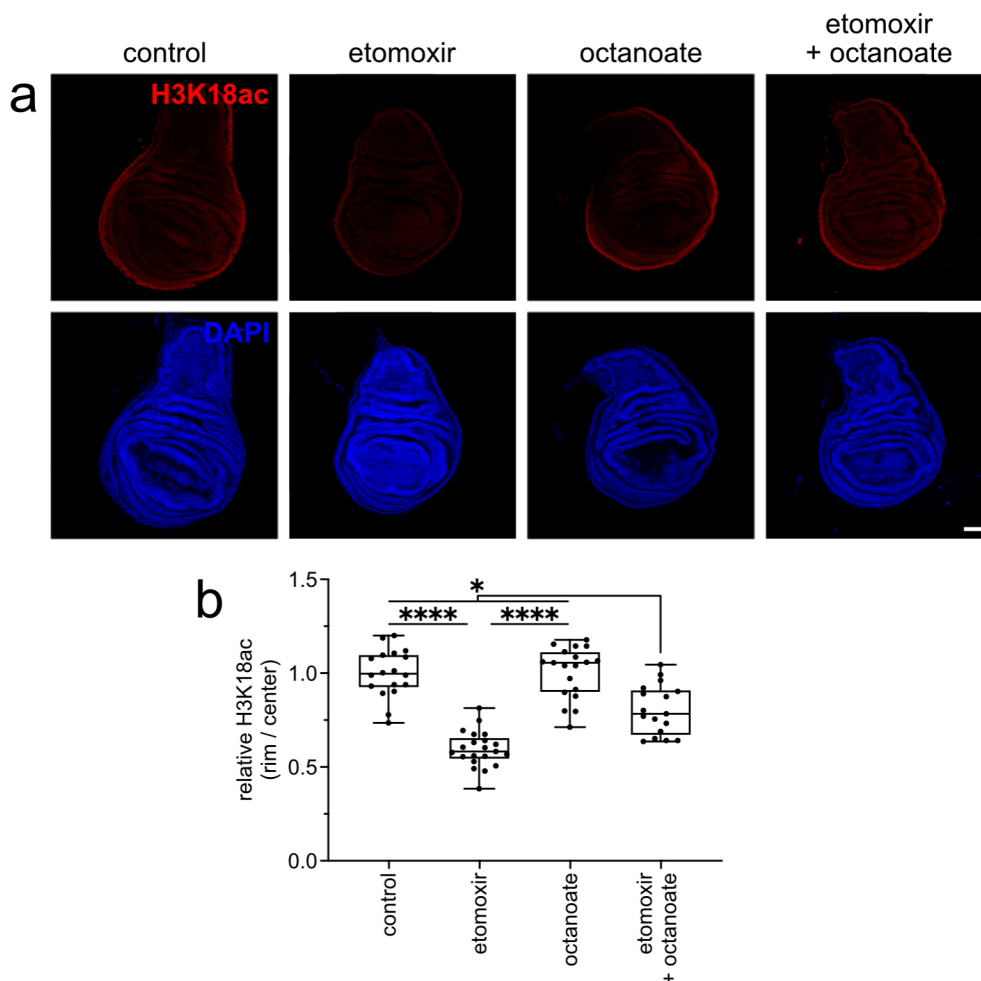 control
etomoxir
octanoate
etomoxir
+ octanoate
a
H3K18ac
DAPI
b
*
****
****
relative H3K18ac
(rim / center)
1.5
1.0
0.5
0.0
control
etomoxir
octanoate
etomoxir
+ octanoate